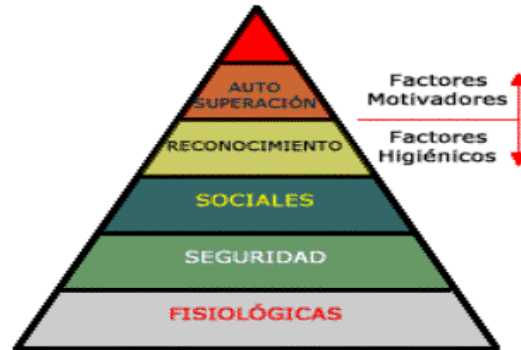 AUTO
SUPERACIÓN
Factores
Motivadores
RECONOCIMIENTO
Factores
Higiénicos
SOCIALES
SEGURIDAD
FISIOLÓGICAS